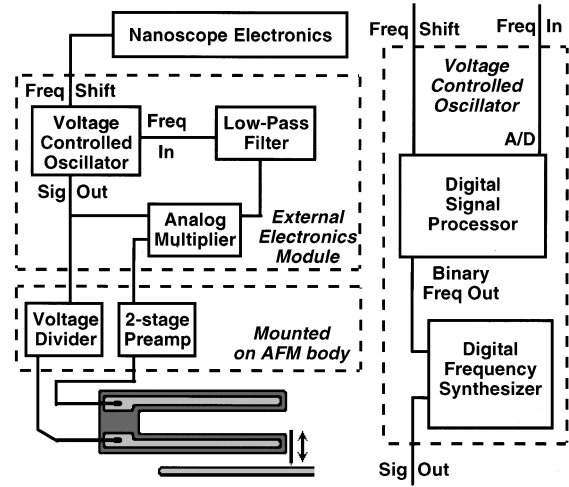 Nanoscope Electronics
Freq Shift
Voltage
Controlled
Oscillator
Freq
In
Low-Pass
Filter
Sig Out
Analog
Multiplier
External
Electronics
Module
Voltage
Divider
2-stage
Preamp
Mounted
on AFM body
Freq Shift
Freq In
Voltage
Controlled
Oscillator
A/D
Digital
Signal
Processor
Binary
Freq Out
Digital
Frequency
Synthesizer
Sig Out